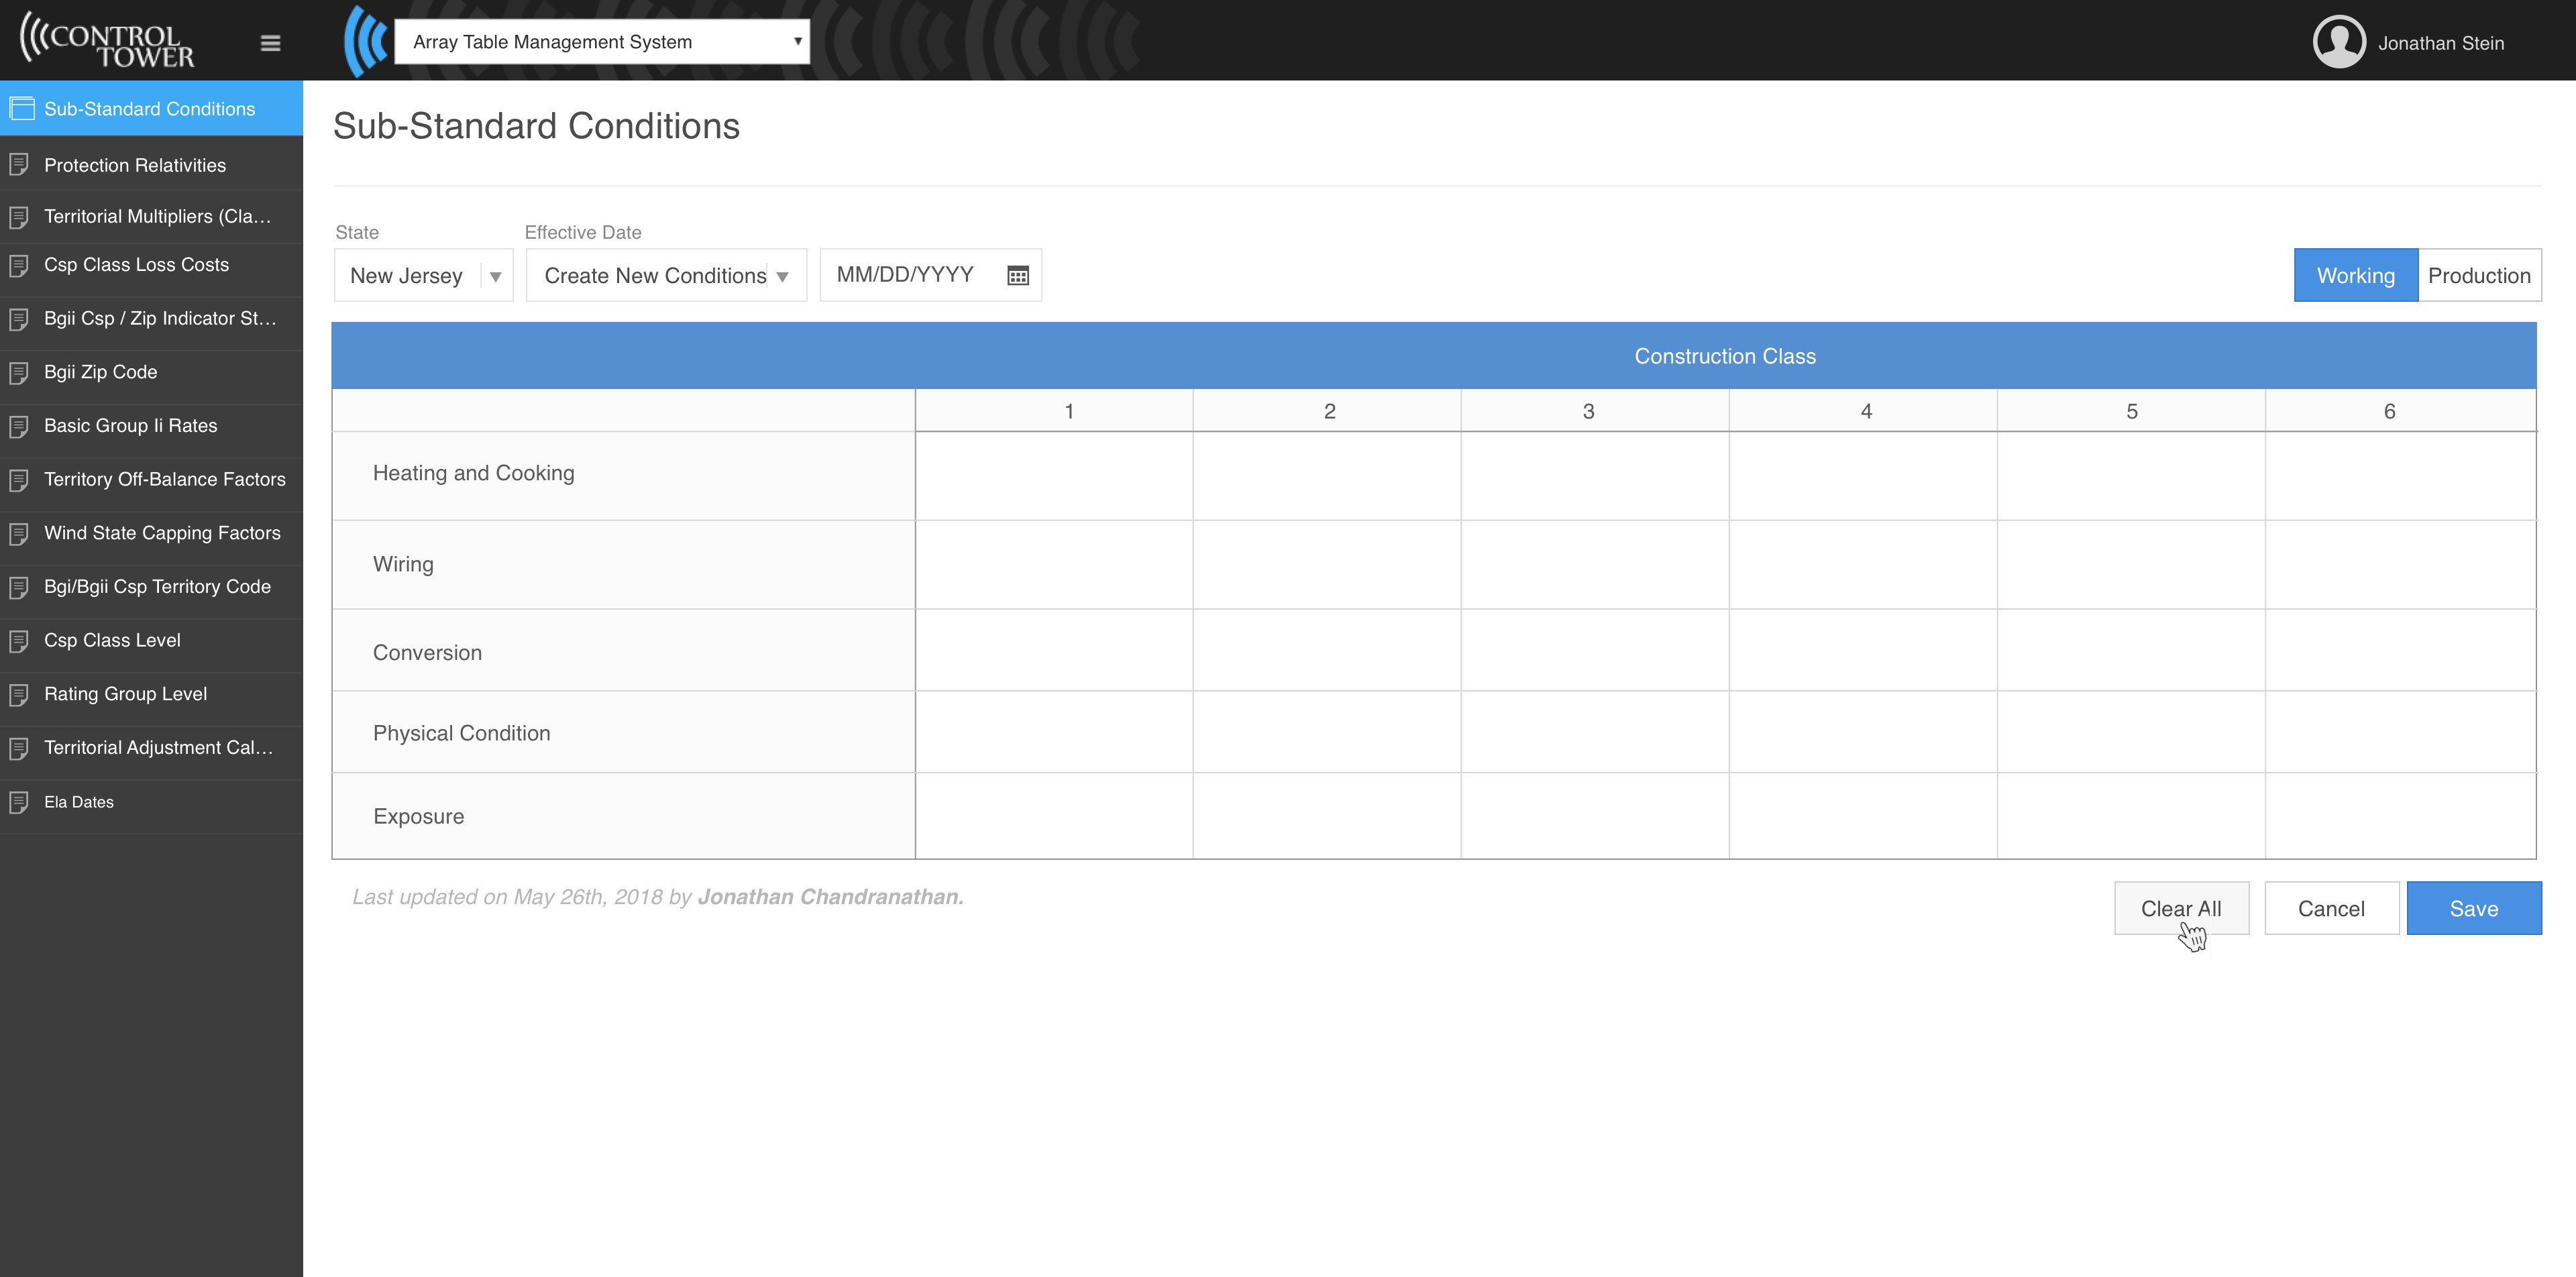 CONTROL
TOWER
Array Table Management System
Jonathan Stein
Sub-Standard Conditions
Protection Relativities
Territorial Multipliers (Cla...
Csp Class Loss Costs
Bgii Csp / Zip Indicator St...
Bgii Zip Code
Basic Group Ii Rates
Territory Off-Balance Factors
Wind State Capping Factors
Bgi/Bgii Csp Territory Code
Csp Class Level
Rating Group Level
Territorial Adjustment Cal...
Ela Dates
Sub-Standard Conditions
State
Effective Date
New Jersey
Create New Conditions
MM/DD/YYYY
Working
Production
Construction Class
1 2 3 4 5 6
Heating and Cooking
Wiring
Conversion
Physical Condition
Exposure
Last updated on May 26th, 2018 by Jonathan Chandranathan.
Clear All
Cancel
Save